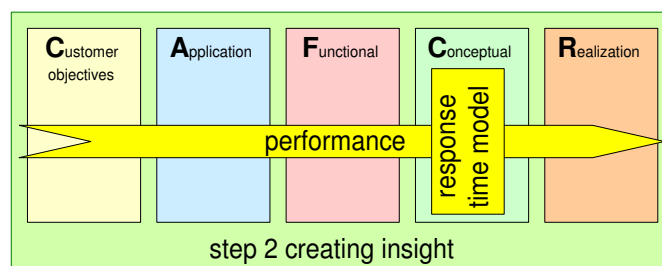 Customer
objectives
Application
Functional
Conceptual
Realization
performance
response
time model
step 2 creating insight